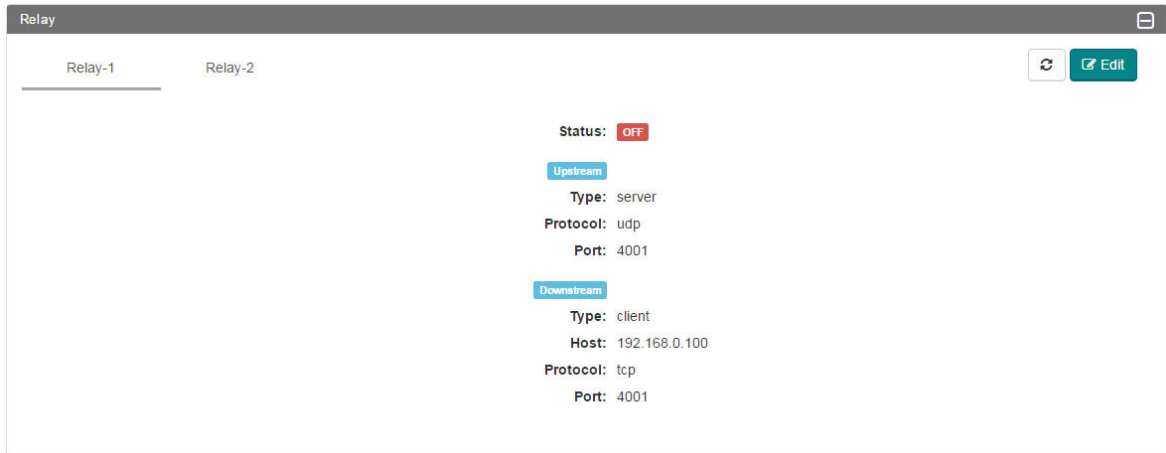 Relay
Relay-1 Relay-2 Edit
Status: OFF
Upstream
Type: server
Protocol: udp
Port: 4001
Downstream
Type: client
Host: 192.168.0.100
Protocol: tcp
Port: 4001